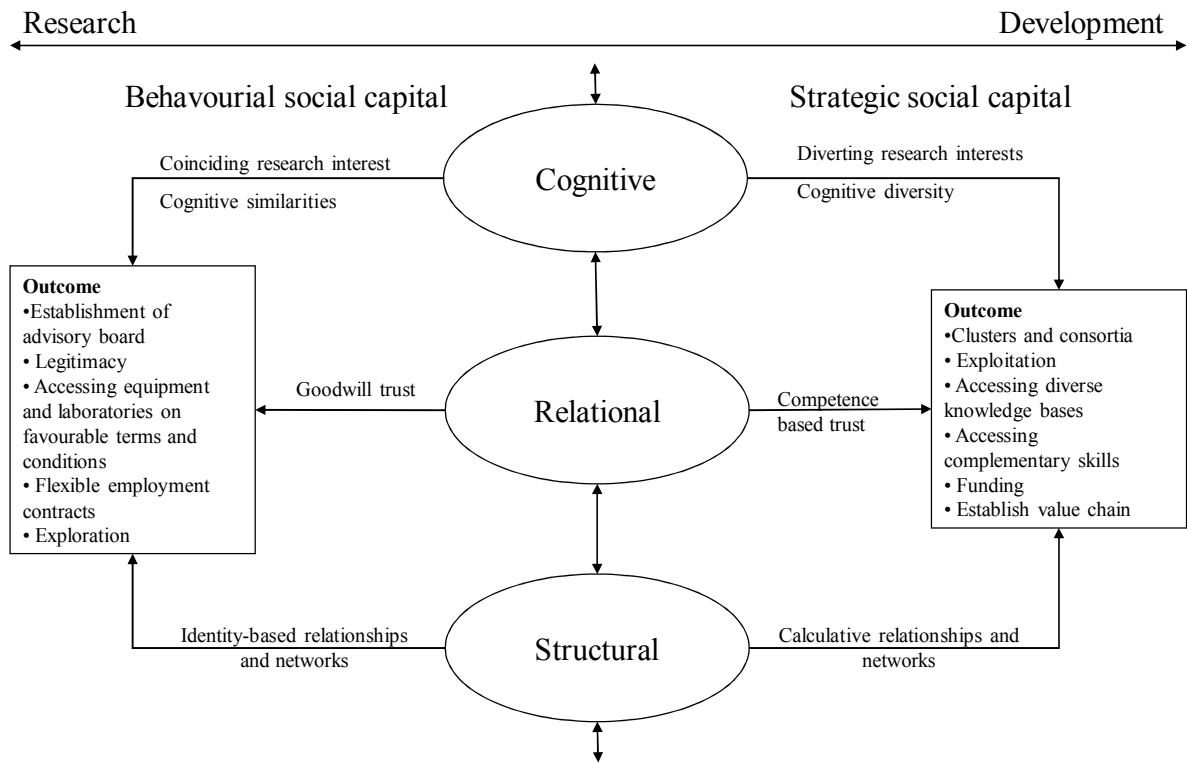 Research
Development
Behavourial social capital
Strategic social capital
Coinciding research interest
Cognitive similarities
Cognitive
Diverting research interests
Cognitive diversity
Outcome
•Establishment of
advisory board
• Legitimacy
• Accessing equipment
and laboratories on
favourable terms and
conditions
• Flexible employment
contracts
• Exploration
Goodwill trust
Relational
Competence
based trust
Outcome
•Clusters and consortia
• Exploitation
• Accessing diverse
knowledge bases
• Accessing
complementary skills
• Funding
• Establish value chain
Identity-based relationships
and networks
Structural
Calculative relationships and
networks